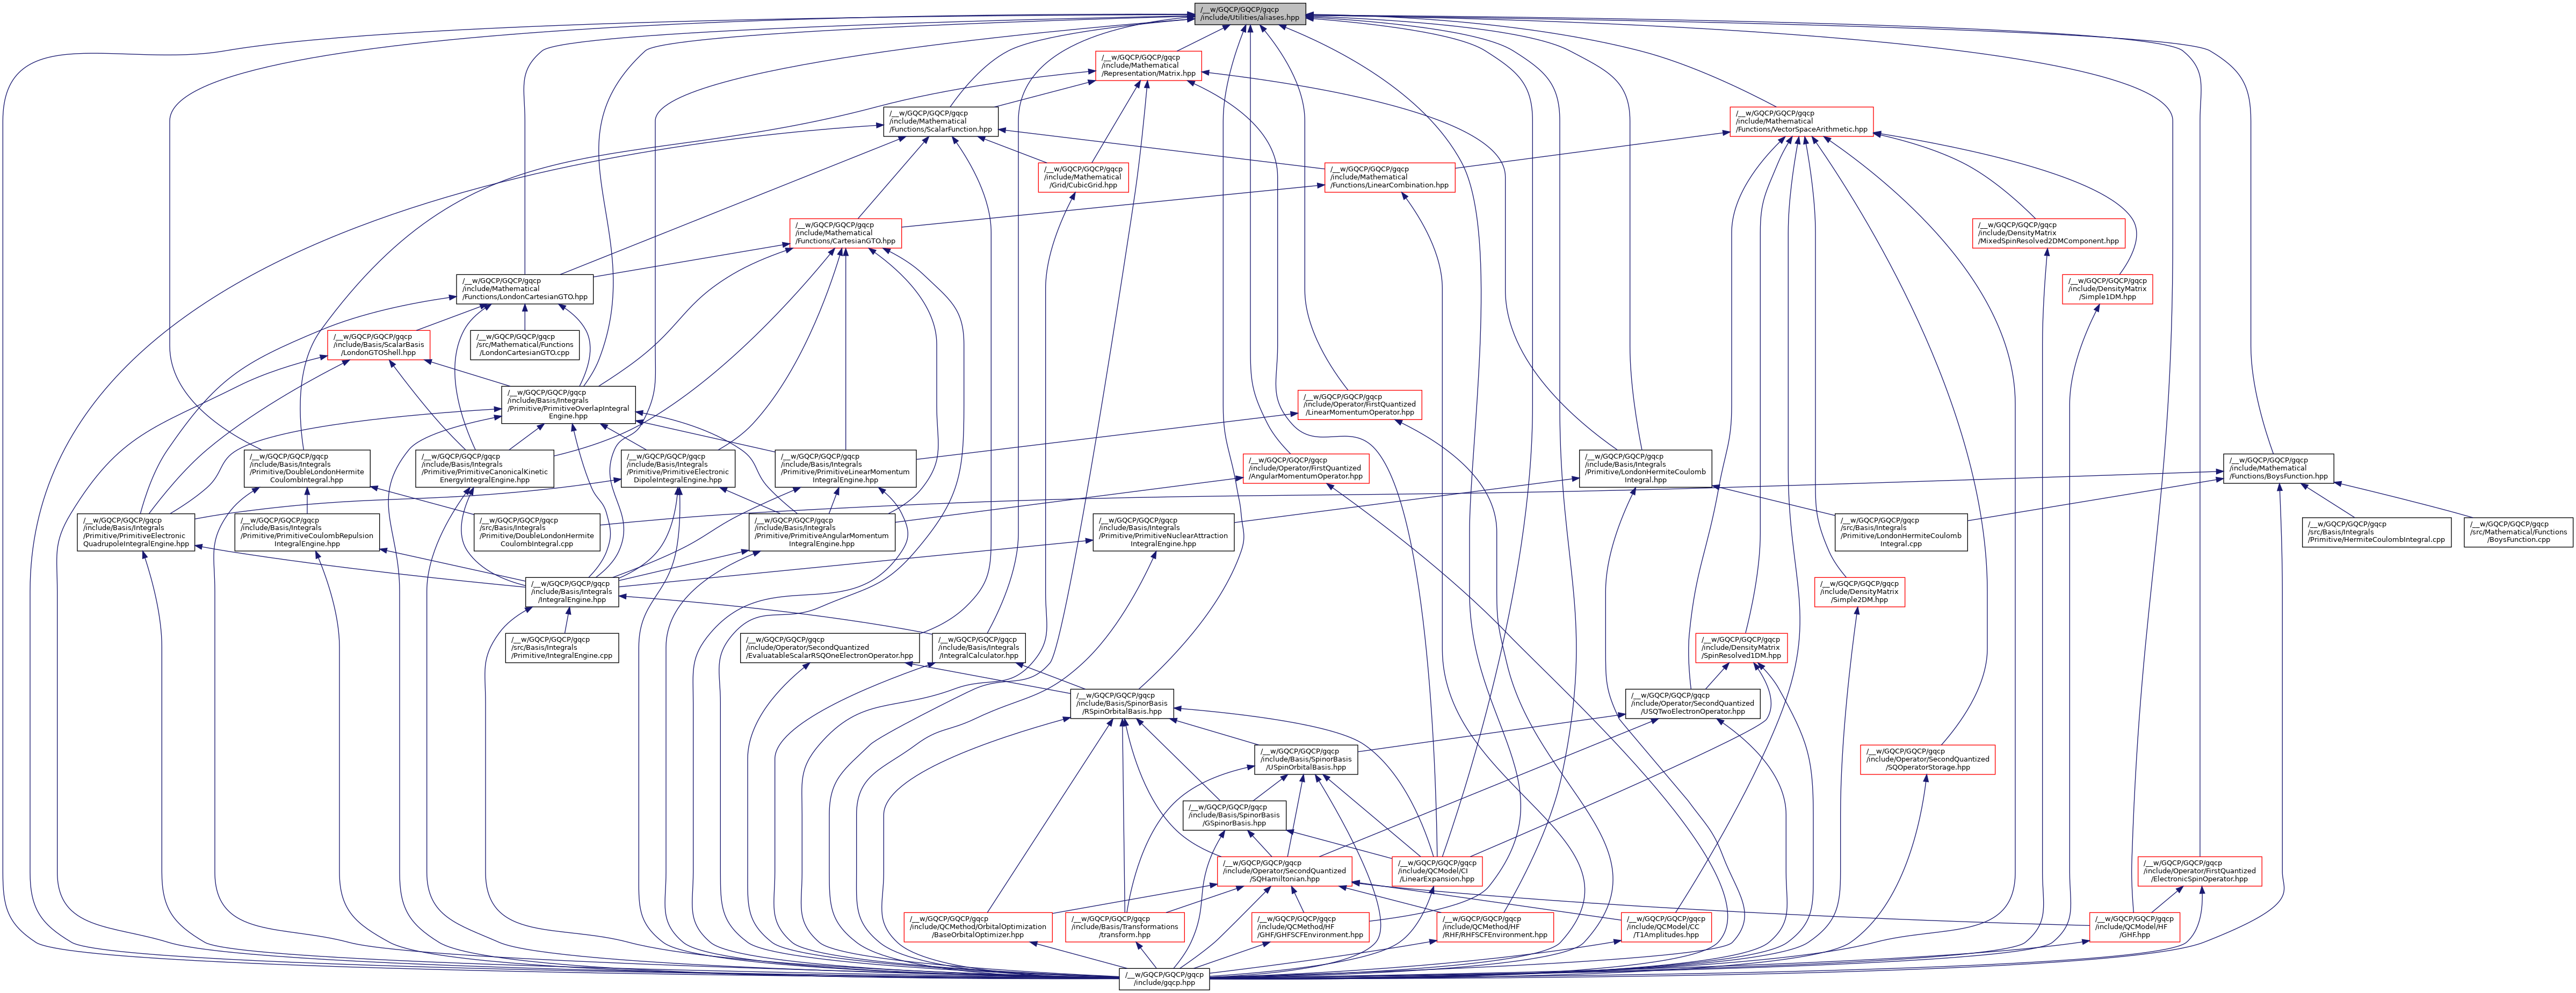 /__w/GQCP/GQCP/gqcp
/include/Utilities/aliases.hpp
/__w/GQCP/GQCP/gqcp
/include/Mathematical
/Representation/Matrix.hpp
/__w/GQCP/GQCP/gqcp
/include/Mathematical
/Functions/ScalarFunction.hpp
/__w/GQCP/GQCP/gqcp
/include/Mathematical
/Functions/VectorSpaceArithmetic.hpp
/__w/GQCP/GQCP/gqcp
/include/Mathematical
/Grid/CubicGrid.hpp
/__w/GQCP/GQCP/gqcp
/include/Mathematical
/Functions/LinearCombination.hpp
/__w/GQCP/GQCP/gqcp
/include/Mathematical
/Functions/CartesianGTO.hpp
/__w/GQCP/GQCP/gqcp
/include/DensityMatrix
/MixedSpinResolved2DMComponent.hpp
/__w/GQCP/GQCP/gqcp
/include/Mathematical
/Functions/LondonCartesianGTO.hpp
/__w/GQCP/GQCP/gqcp
/include/DensityMatrix
/Simple1DM.hpp
/__w/GQCP/GQCP/gqcp
/include/Basis/ScalarBasis
/LondonGTOShell.hpp
/__w/GQCP/GQCP/gqcp
/src/Mathematical/Functions
/LondonCartesianGTO.cpp
/__w/GQCP/GQCP/gqcp
/include/Basis/Integrals
/Primitive/PrimitiveOverlapIntegral
Engine.hpp
/__w/GQCP/GQCP/gqcp
/include/Operator/FirstQuantized
/LinearMomentumOperator.hpp
/__w/GQCP/GQCP/gqcp
/include/Basis/Integrals
/Primitive/DoubleLondonHermite
CoulombIntegral.hpp
/__w/GQCP/GQCP/gqcp
/include/Basis/Integrals
/Primitive/PrimitiveCanonicalKinetic
EnergyIntegralEngine.hpp
/__w/GQCP/GQCP/gqcp
/include/Basis/Integrals
/Primitive/PrimitiveElectronic
DipoleIntegralEngine.hpp
/__w/GQCP/GQCP/gqcp
/include/Basis/Integrals
/Primitive/PrimitiveLinearMomentum
IntegralEngine.hpp
/__w/GQCP/GQCP/gqcp
/include/Operator/FirstQuantized
/AngularMomentumOperator.hpp
/__w/GQCP/GQCP/gqcp
/include/Basis/Integrals
/Primitive/LondonHermiteCoulomb
Integral.hpp
/__w/GQCP/GQCP/gqcp
/include/Mathematical
/Functions/BoysFunction.hpp
/__w/GQCP/GQCP/gqcp
/include/Basis/Integrals
/Primitive/PrimitiveElectronic
QuadrupoleIntegralEngine.hpp
/__w/GQCP/GQCP/gqcp
/include/Basis/Integrals
/Primitive/PrimitiveCoulombRepulsion
IntegralEngine.hpp
/__w/GQCP/GQCP/gqcp
/src/Basis/Integrals
/Primitive/DoubleLondonHermite
CoulombIntegral.cpp
/__w/GQCP/GQCP/gqcp
/include/Basis/Integrals
/Primitive/PrimitiveAngularMomentum
IntegralEngine.hpp
/__w/GQCP/GQCP/gqcp
/include/Basis/Integrals
/Primitive/PrimitiveNuclearAttraction
IntegralEngine.hpp
/__w/GQCP/GQCP/gqcp
/src/Basis/Integrals
/Primitive/LondonHermiteCoulomb
Integral.cpp
/__w/GQCP/GQCP/gqcp
/src/Basis/Integrals
/Primitive/HermiteCoulombIntegral.cpp
/__w/GQCP/GQCP/gqcp
/src/Mathematical/Functions
/BoysFunction.cpp
/__w/GQCP/GQCP/gqcp
/include/Basis/Integrals
/IntegralEngine.hpp
/__w/GQCP/GQCP/gqcp
/include/DensityMatrix
/Simple2DM.hpp
/__w/GQCP/GQCP/gqcp
/src/Basis/Integrals
/Primitive/IntegralEngine.cpp
/__w/GQCP/GQCP/gqcp
/include/Operator/SecondQuantized
/EvaluatableScalarRSQOneElectronOperator.hpp
/__w/GQCP/GQCP/gqcp
/include/Basis/Integrals
/IntegralCalculator.hpp
/__w/GQCP/GQCP/gqcp
/include/DensityMatrix
/SpinResolved1DM.hpp
/__w/GQCP/GQCP/gqcp
/include/Basis/SpinorBasis
/RSpinOrbitalBasis.hpp
/__w/GQCP/GQCP/gqcp
/include/Operator/SecondQuantized
/USQTwoElectronOperator.hpp
/__w/GQCP/GQCP/gqcp
/include/Basis/SpinorBasis
/USpinOrbitalBasis.hpp
/__w/GQCP/GQCP/gqcp
/include/Operator/SecondQuantized
/SQOperatorStorage.hpp
/__w/GQCP/GQCP/gqcp
/include/Basis/SpinorBasis
/GSpinorBasis.hpp
/__w/GQCP/GQCP/gqcp
/include/Operator/SecondQuantized
/SQHamiltonian.hpp
/__w/GQCP/GQCP/gqcp
/include/QCModel/CI
/LinearExpansion.hpp
/__w/GQCP/GQCP/gqcp
/include/Operator/FirstQuantized
/ElectronicSpinOperator.hpp
/__w/GQCP/GQCP/gqcp
/include/QCMethod/OrbitalOptimization
/BaseOrbitalOptimizer.hpp
/__w/GQCP/GQCP/gqcp
/include/Basis/Transformations
/transform.hpp
/__w/GQCP/GQCP/gqcp
/include/QCMethod/HF
/GHF/GHFSCFEnvironment.hpp
/__w/GQCP/GQCP/gqcp
/include/QCMethod/HF
/RHF/RHFSCFEnvironment.hpp
/__w/GQCP/GQCP/gqcp
/include/QCModel/CC
/T1Amplitudes.hpp
/__w/GQCP/GQCP/gqcp
/include/QCModel/HF
/GHF.hpp
/__w/GQCP/GQCP/gqcp
/include/gqcp.hpp